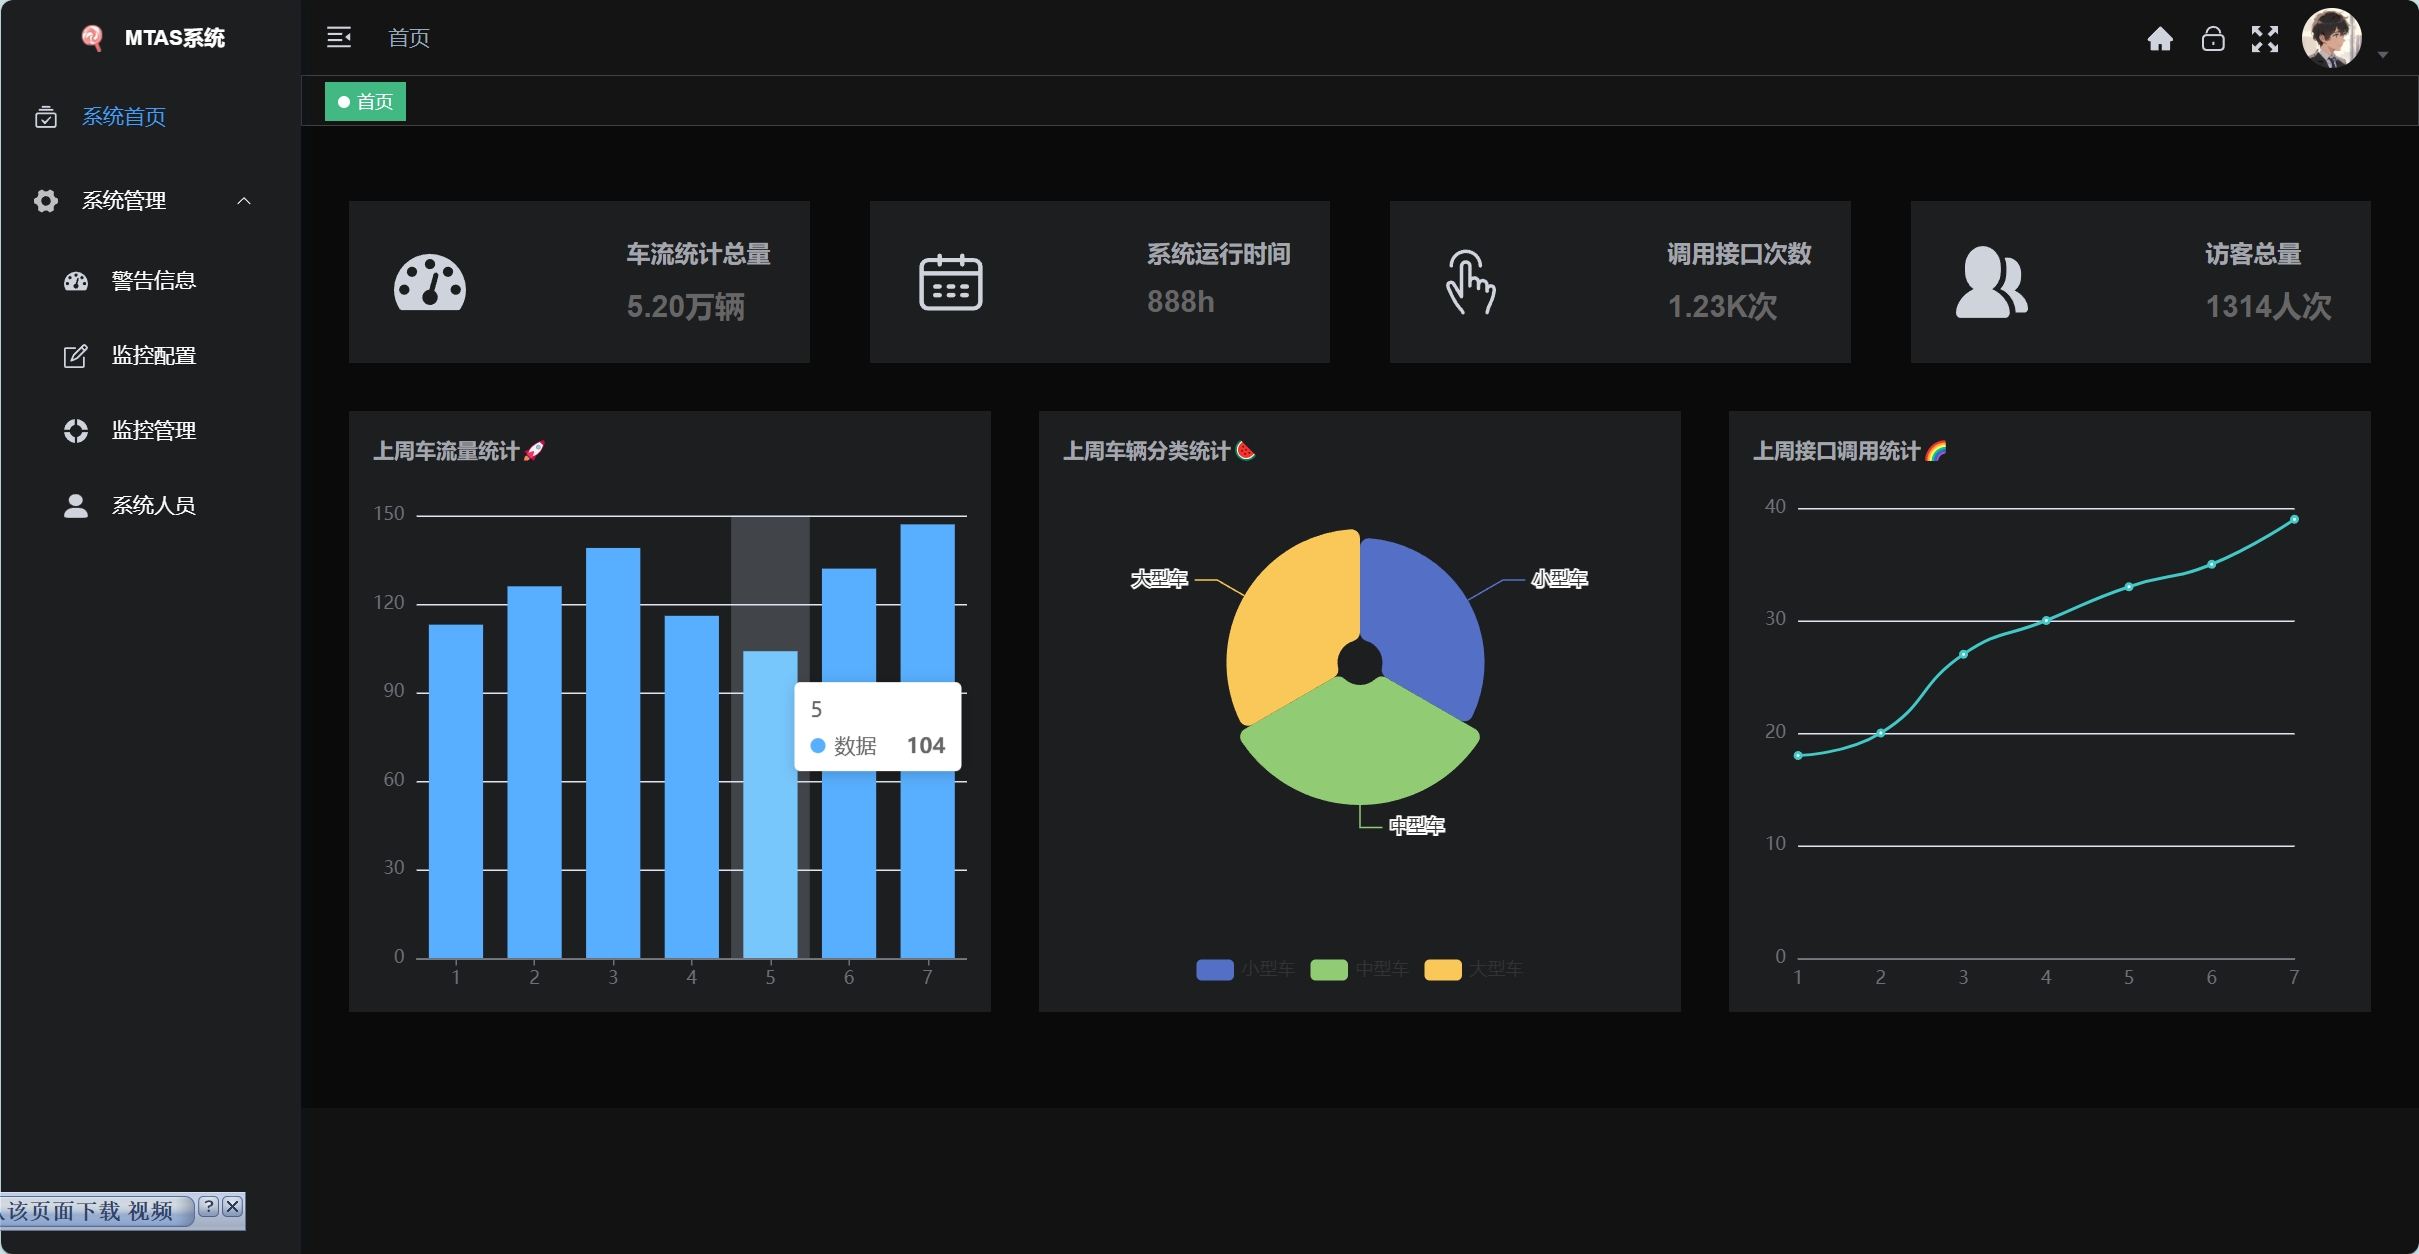 MTAS系统
首页
首页
系统首页
系统管理
警告信息
监控配置
监控管理
系统人员
车流统计总量
5.20万辆
系统运行时间
888h
调用接口次数
1.23K次
访客总量
1314人次
上周车流量统计🚀
150
120
90
60
30
0
1 2 3 4 5 6 7
5
数据 104
上周车辆分类统计🍉
大型车
小型车
中型车
小型车 中型车 大型车
上周接口调用统计🌈
40
30
20
10
0
1 2 3 4 5 6 7
该页面下载 视频 ?